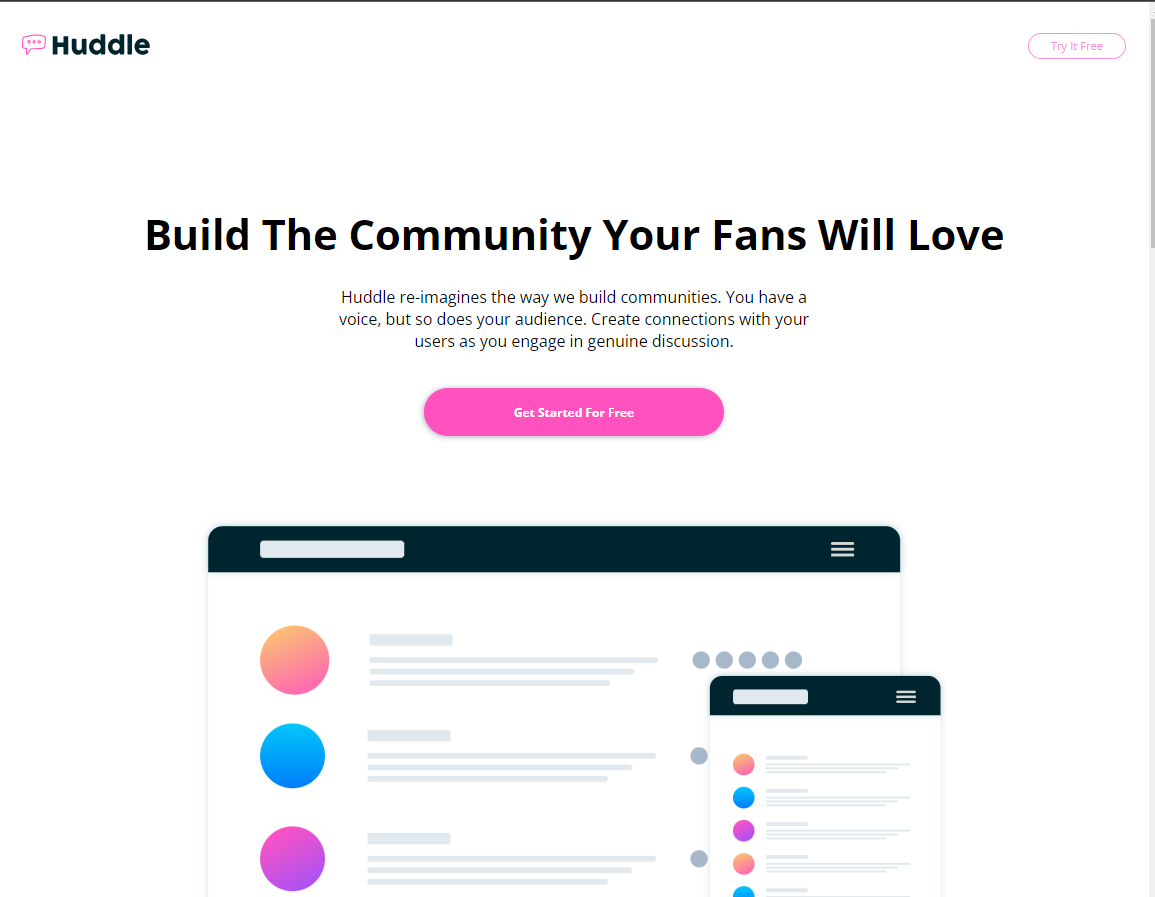 Huddle
Try It Free
Build The Community Your Fans Will Love
Huddle re-imagines the way we build communities. You have a
voice, but so does your audience. Create connections with your
users as you engage in genuine discussion.
Get Started For Free